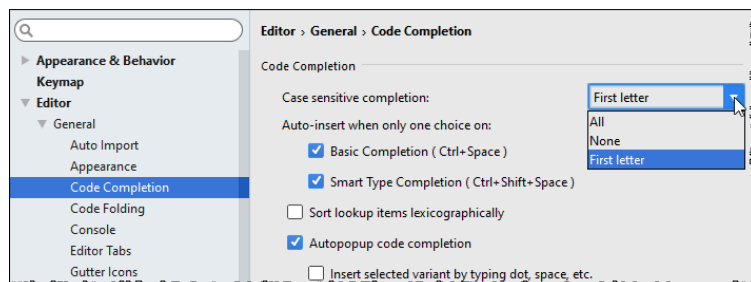 Editor › General › Code Completion
Appearance & Behavior
Keymap
Editor
General
Auto Import
Appearance
Code Completion
Code Folding
Console
Editor Tabs
Gutter Icons
Code Completion
Case sensitive completion:
First letter
All
None
First letter
Auto-insert when only one choice on:
Basic Completion ( Ctrl+Space )
Smart Type Completion ( Ctrl+Shift+Space )
Sort lookup items lexicographically
Autopopup code completion
Insert selected variant by typing dot, space, etc.